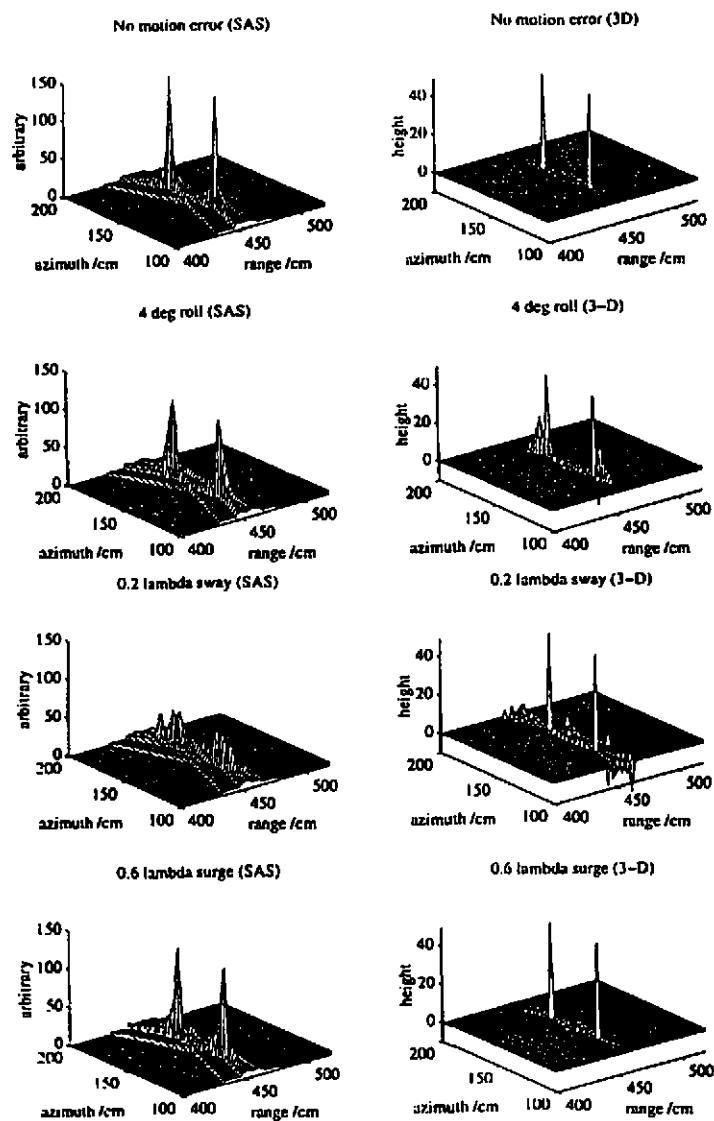 No motion error (SAS)
No motion error (3D)
150
100
50
0
arbitrary
200
150
100
azimuth /cm
400
450
500
range /cm
40
20
0
height
200
150
100
azimuth /cm
400
450
500
range /cm
4 deg roll (SAS)
4 deg roll (3-D)
150
100
50
0
arbitrary
200
150
100
azimuth /cm
400
450
500
range /cm
40
20
0
height
200
150
100
azimuth /cm
400
450
500
range /cm
0.2 lambda sway (SAS)
0.2 lambda sway (3-D)
150
100
50
0
arbitrary
200
150
100
azimuth /cm
400
450
500
range /cm
40
20
0
height
200
150
100
azimuth /cm
400
450
500
range /cm
0.6 lambda surge (SAS)
0.6 lambda surge (3-D)
150
100
50
0
arbitrary
200
150
100
azimuth /cm
400
450
500
range /cm
40
20
0
height
200
150
100
azimuth /cm
400
450
500
range /cm